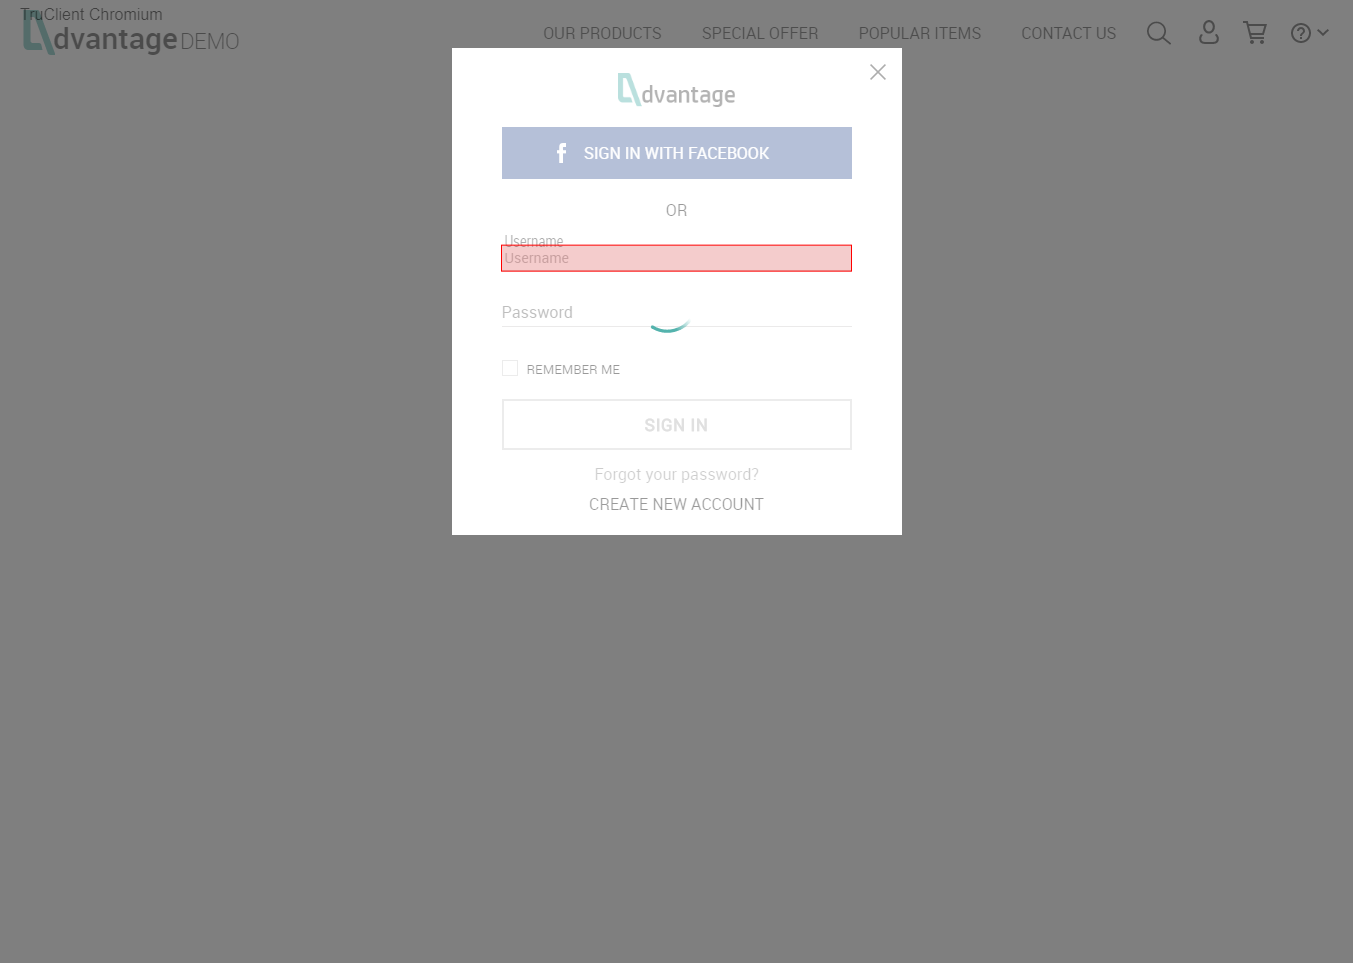 TruClient Chromium
dvantage DEMO
OUR PRODUCTS
SPECIAL OFFER
POPULAR ITEMS
CONTACT US
dvantage
SIGN IN WITH FACEBOOK
OR
Username
Username
Password
REMEMBER ME
SIGN IN
Forgot your password?
CREATE NEW ACCOUNT